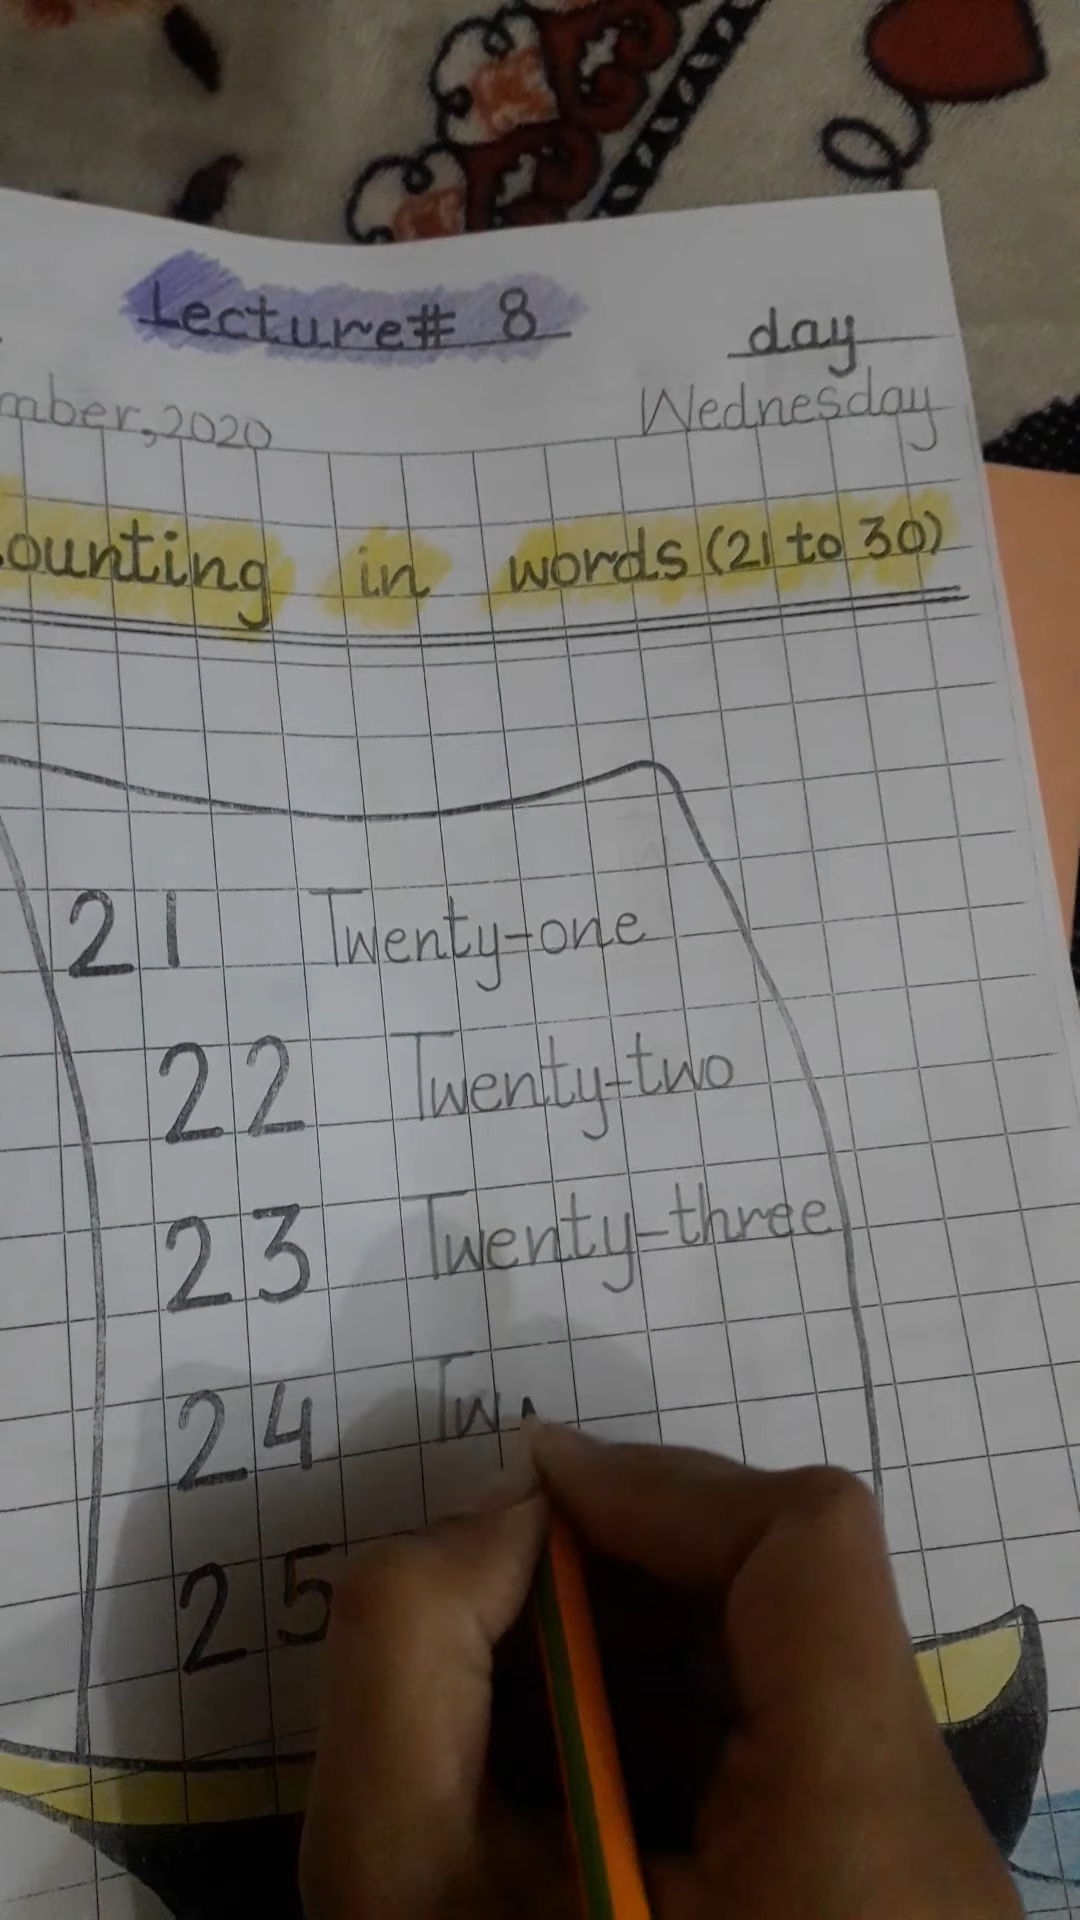 Lecture# 8
day
mber,2020 Wednesday
ounting in words (21 to 30)
21 Twenty-one
22 Twenty-two
23 Twenty-three
24 Tw
25